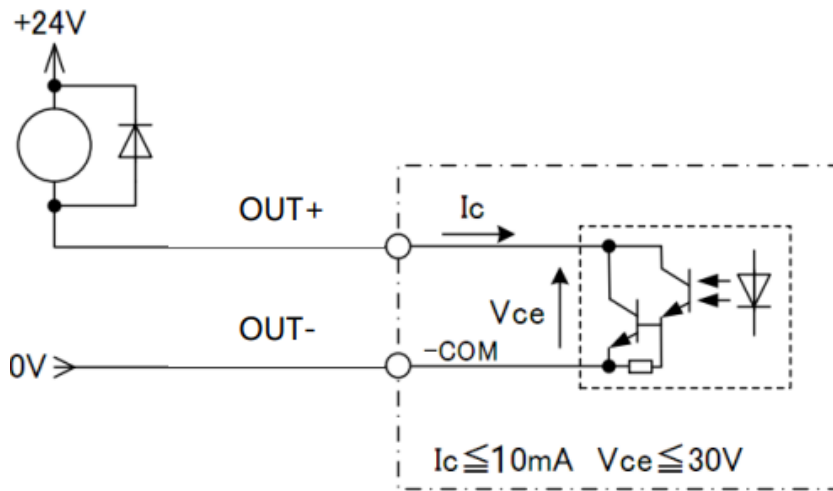 +24V
OUT+
Ic
Vce
OUT-
-COM
0V
Ic≦10mA Vce≦30V